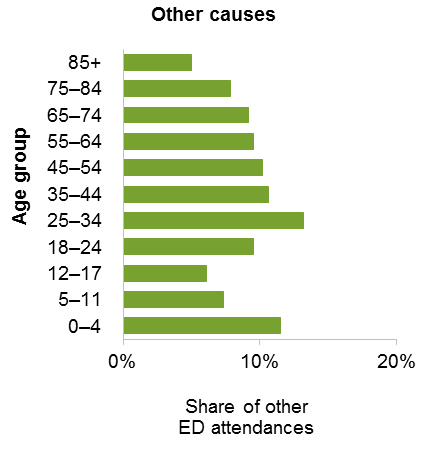 Other causes
Age group
85+
75–84
65–74
55–64
45–54
35–44
25–34
18–24
12–17
5–11
0–4
0% 10% 20%
Share of other
ED attendances